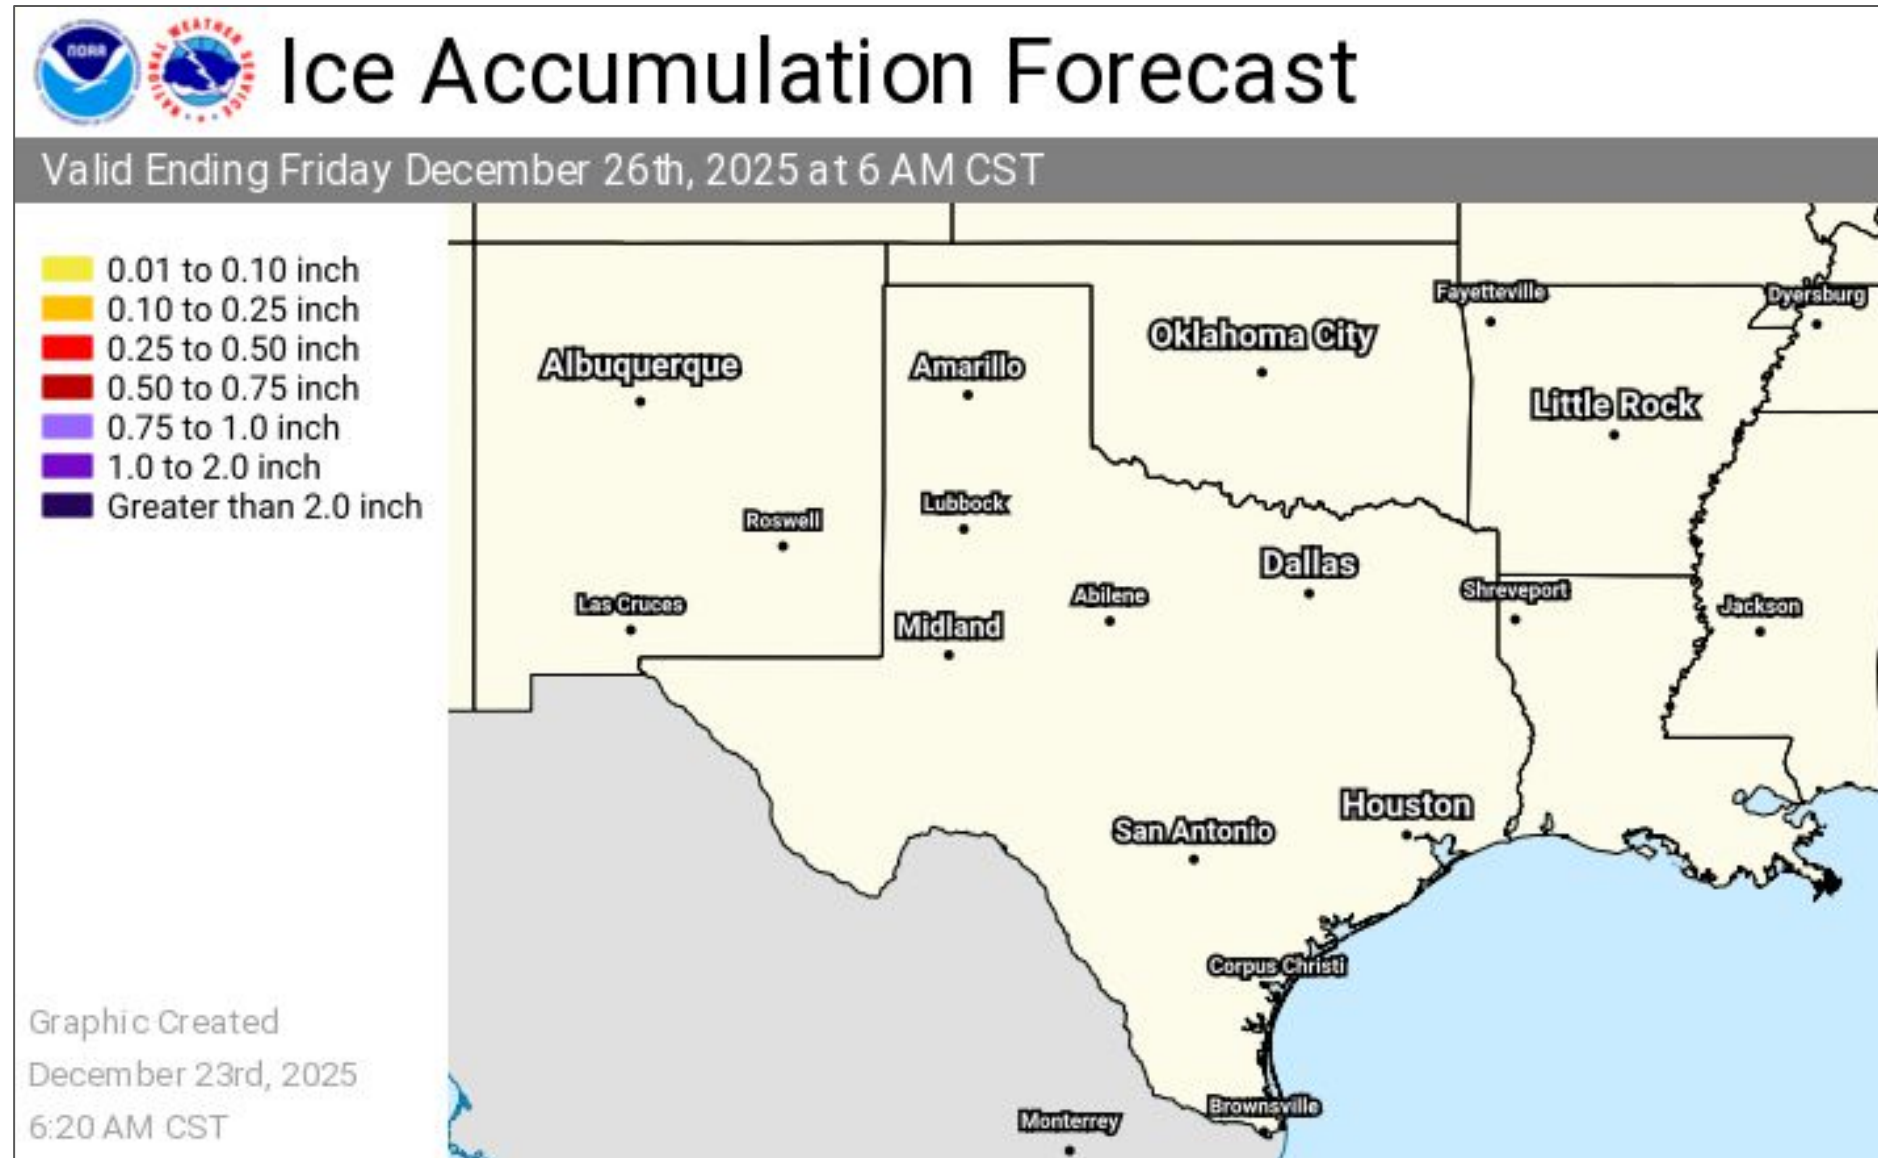 NOAA
NATIONAL WEATHER SERVICE
Ice Accumulation Forecast
Valid Ending Friday December 26th, 2025 at 6 AM CST
0.01 to 0.10 inch
0.10 to 0.25 inch
0.25 to 0.50 inch
0.50 to 0.75 inch
0.75 to 1.0 inch
1.0 to 2.0 inch
Greater than 2.0 inch
Fayetteville
Dyersburg
Oklahoma City
Albuquerque
Amarillo
Little Rock
Lubbock
Roswell
Dallas
Shreveport
Abilene
Las Cruces
Jackson
Midland
Houston
San Antonio
Corpus Christi
Brownsville
Monterrey
Graphic Created
December 23rd, 2025
6:20 AM CST